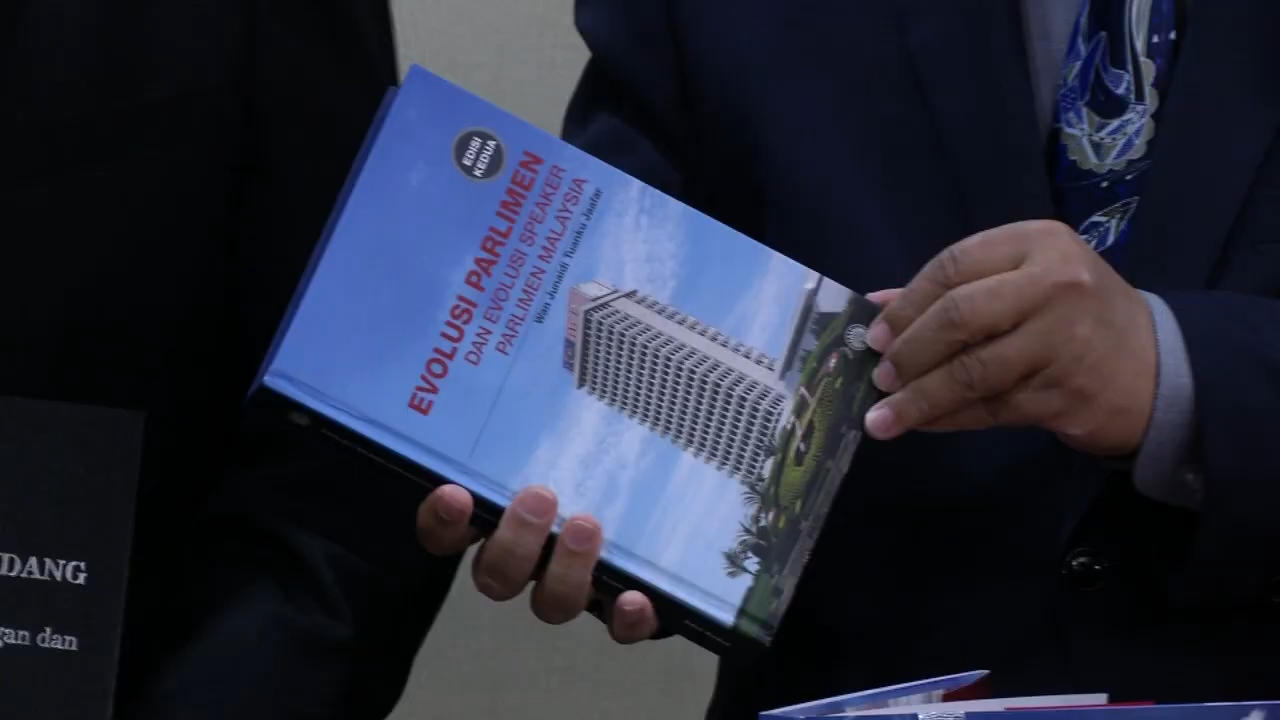 EDISI
KEDUA
EVOLUSI PARLIMEN
DAN EVOLUSI SPEAKER
PARLIMEN MALAYSIA
Wan Junaidi Tuanku Jaafar
DANG
gan dan